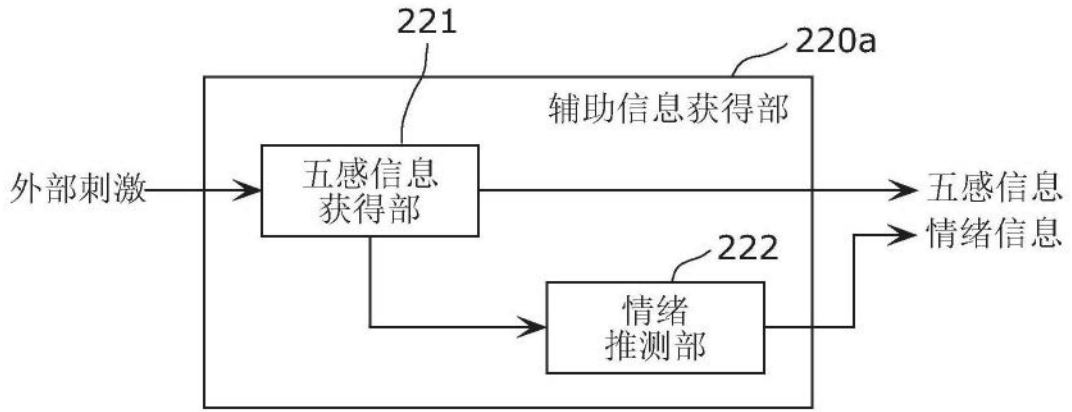 221
220a
辅助信息获得部
外部刺激
五感信息
获得部
五感信息
情绪信息
222
情绪
推测部